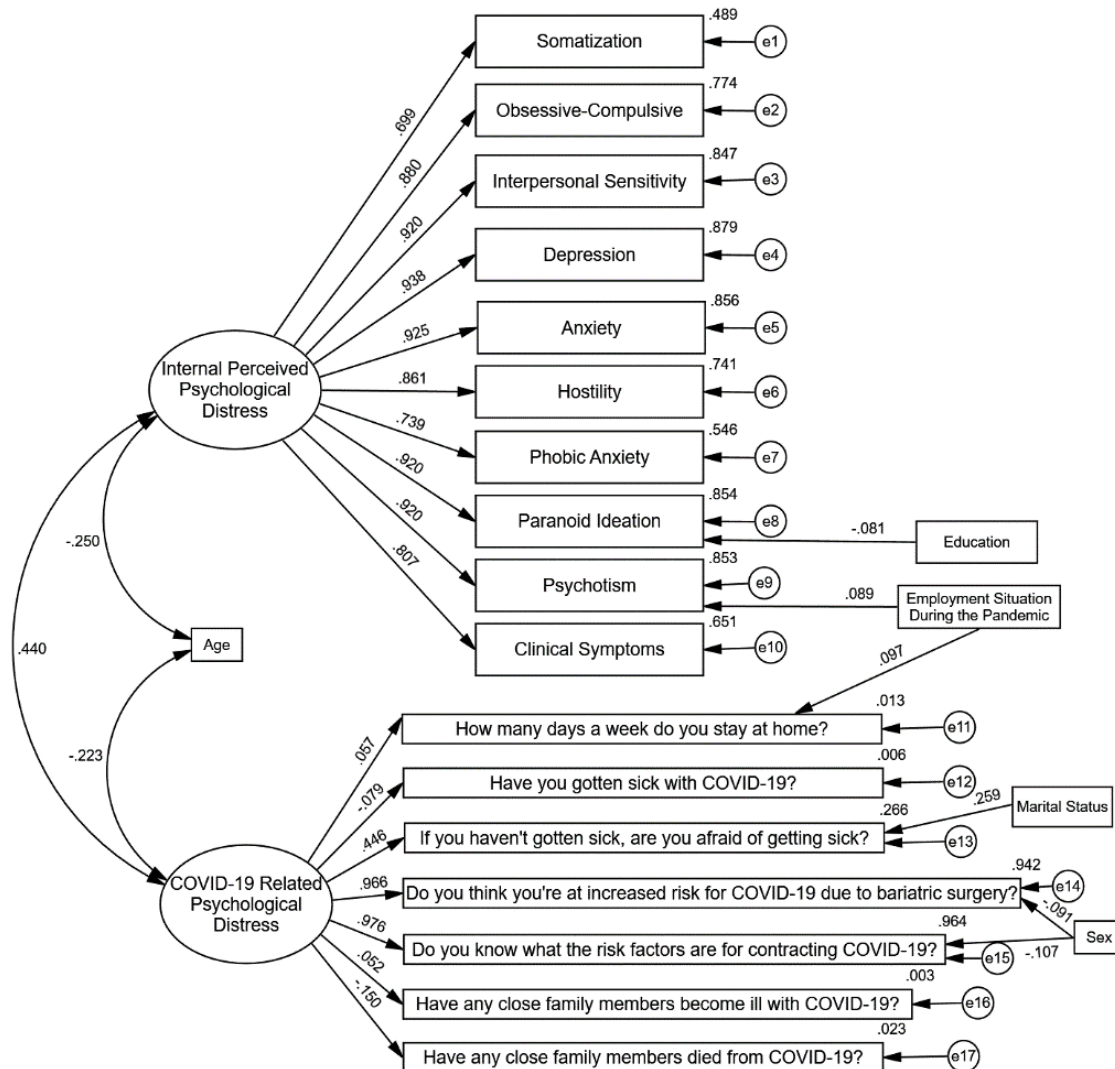 .489
Somatization
e1
.699
.774
Obsessive-Compulsive
e2
.880
.847
Interpersonal Sensitivity
e3
.920
.879
Depression
e4
.938
.856
Anxiety
e5
.925
Internal Perceived
Psychological
Distress
.741
Hostility
e6
.861
.546
Phobic Anxiety
e7
.739
.854
Paranoid Ideation
e8
.920
-.081
Education
.853
Psychotism
e9
.920
.089
Employment Situation
During the Pandemic
.651
Clinical Symptoms
e10
.807
-.250
Age
.440
-.223
.097
.013
How many days a week do you stay at home?
e11
.057
.006
Have you gotten sick with COVID-19?
e12
-.079
.266
.259
Marital Status
If you haven't gotten sick, are you afraid of getting sick?
e13
.446
COVID-19 Related
Psychological
Distress
.942
Do you think you're at increased risk for COVID-19 due to bariatric surgery?
e14
.966
-.091
.964
Do you know what the risk factors are for contracting COVID-19?
e15
.976
-.107
Sex
.003
Have any close family members become ill with COVID-19?
e16
.052
.023
Have any close family members died from COVID-19?
e17
-.150